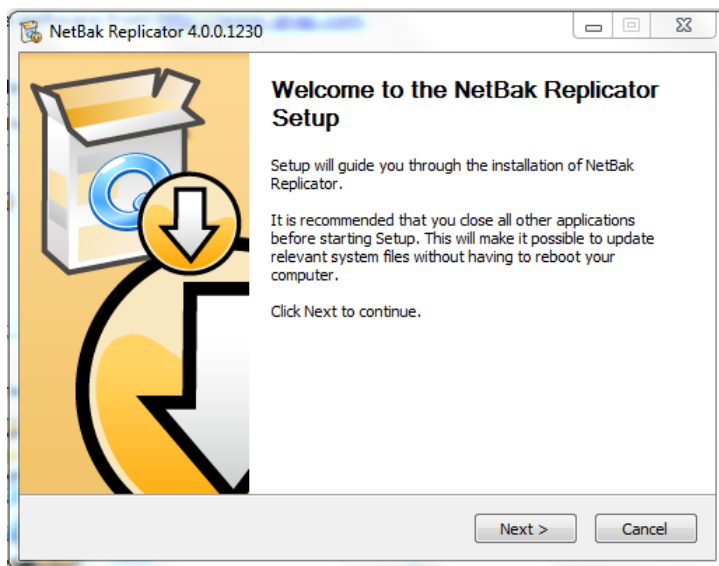 NetBak Replicator 4.0.0.1230
Welcome to the NetBak Replicator
Setup
Setup will guide you through the installation of NetBak
Replicator.
It is recommended that you close all other applications
before starting Setup. This will make it possible to update
relevant system files without having to reboot your
computer.
Click Next to continue.
Next >
Cancel